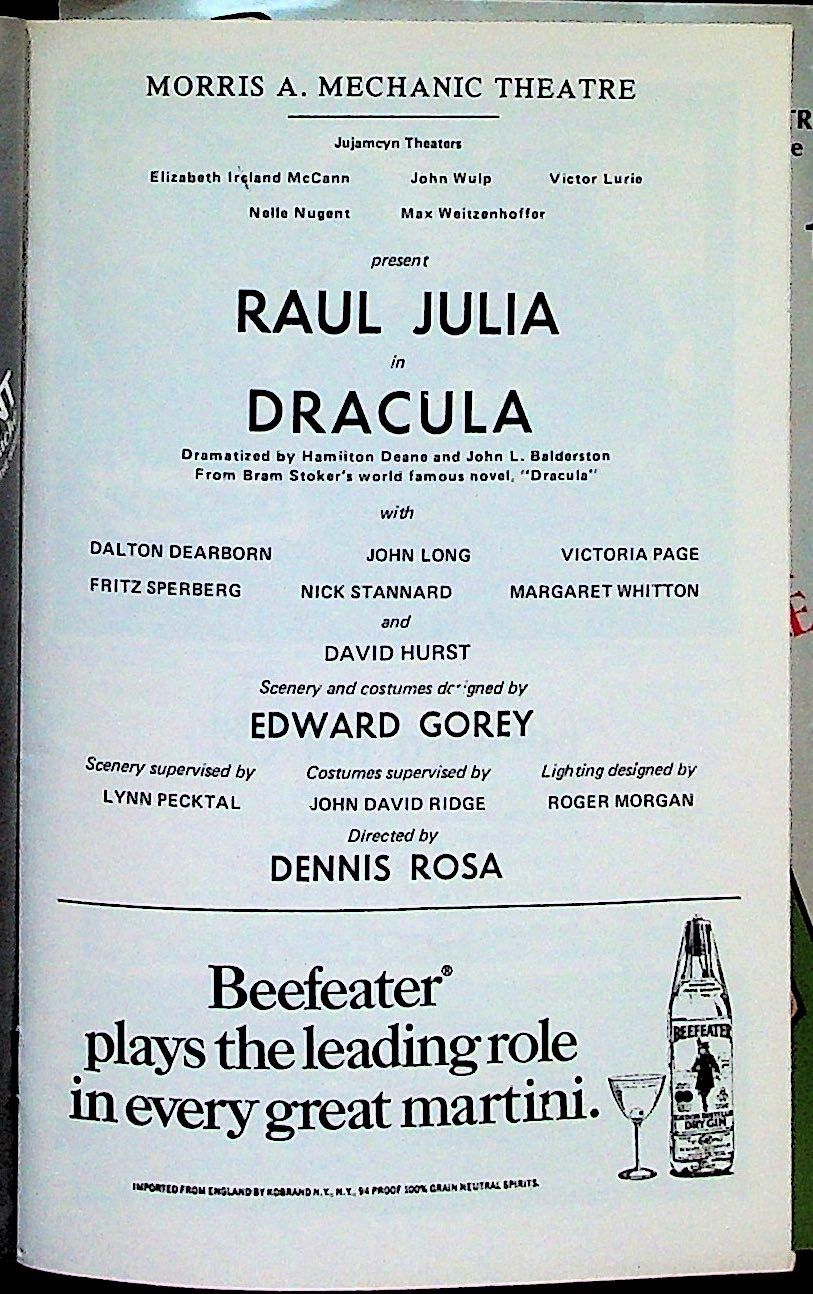 MORRIS A. MECHANIC THEATRE
Jujamcyn Theaters
Elizabeth Ireland McCann John Wulp Victor Lurie
Nelle Nugent Max Weitzenhoffer
present
RAUL JULIA
in
DRACULA
Dramatized by Hamilton Deane and John L. Balderston
From Bram Stoker's world famous novel, "Dracula"
with
DALTON DEARBORN JOHN LONG VICTORIA PAGE
FRITZ SPERBERG NICK STANNARD MARGARET WHITTON
and
DAVID HURST
Scenery and costumes designed by
EDWARD GOREY
Scenery supervised by Costumes supervised by Lighting designed by
LYNN PECKTAL JOHN DAVID RIDGE ROGER MORGAN
Directed by
DENNIS ROSA
Beefeater®
plays the leading role
in every great martini.
BEEFEATER
DRY GIN
IMPORTED FROM ENGLAND BY KOBRAND N.Y., N.Y., 94 PROOF 100% GRAIN NEUTRAL SPIRITS.